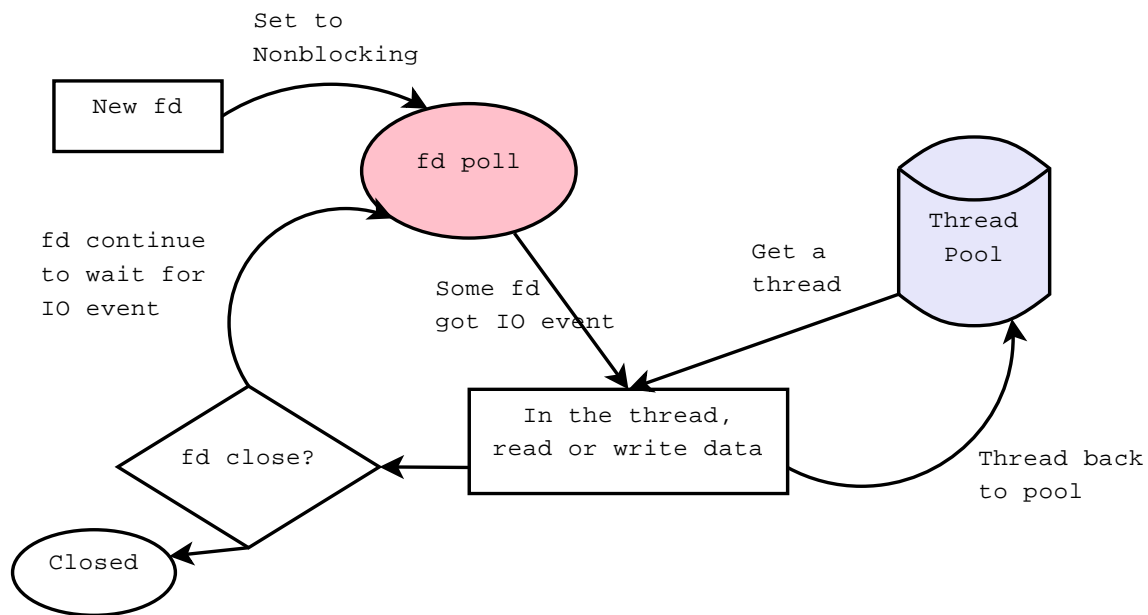 Set to
Nonblocking
New fd
fd poll
Thread
Pool
fd continue
to wait for
IO event
Get a
thread
Some fd
got IO event
In the thread,
read or write data
fd close?
Thread back
to pool
Closed